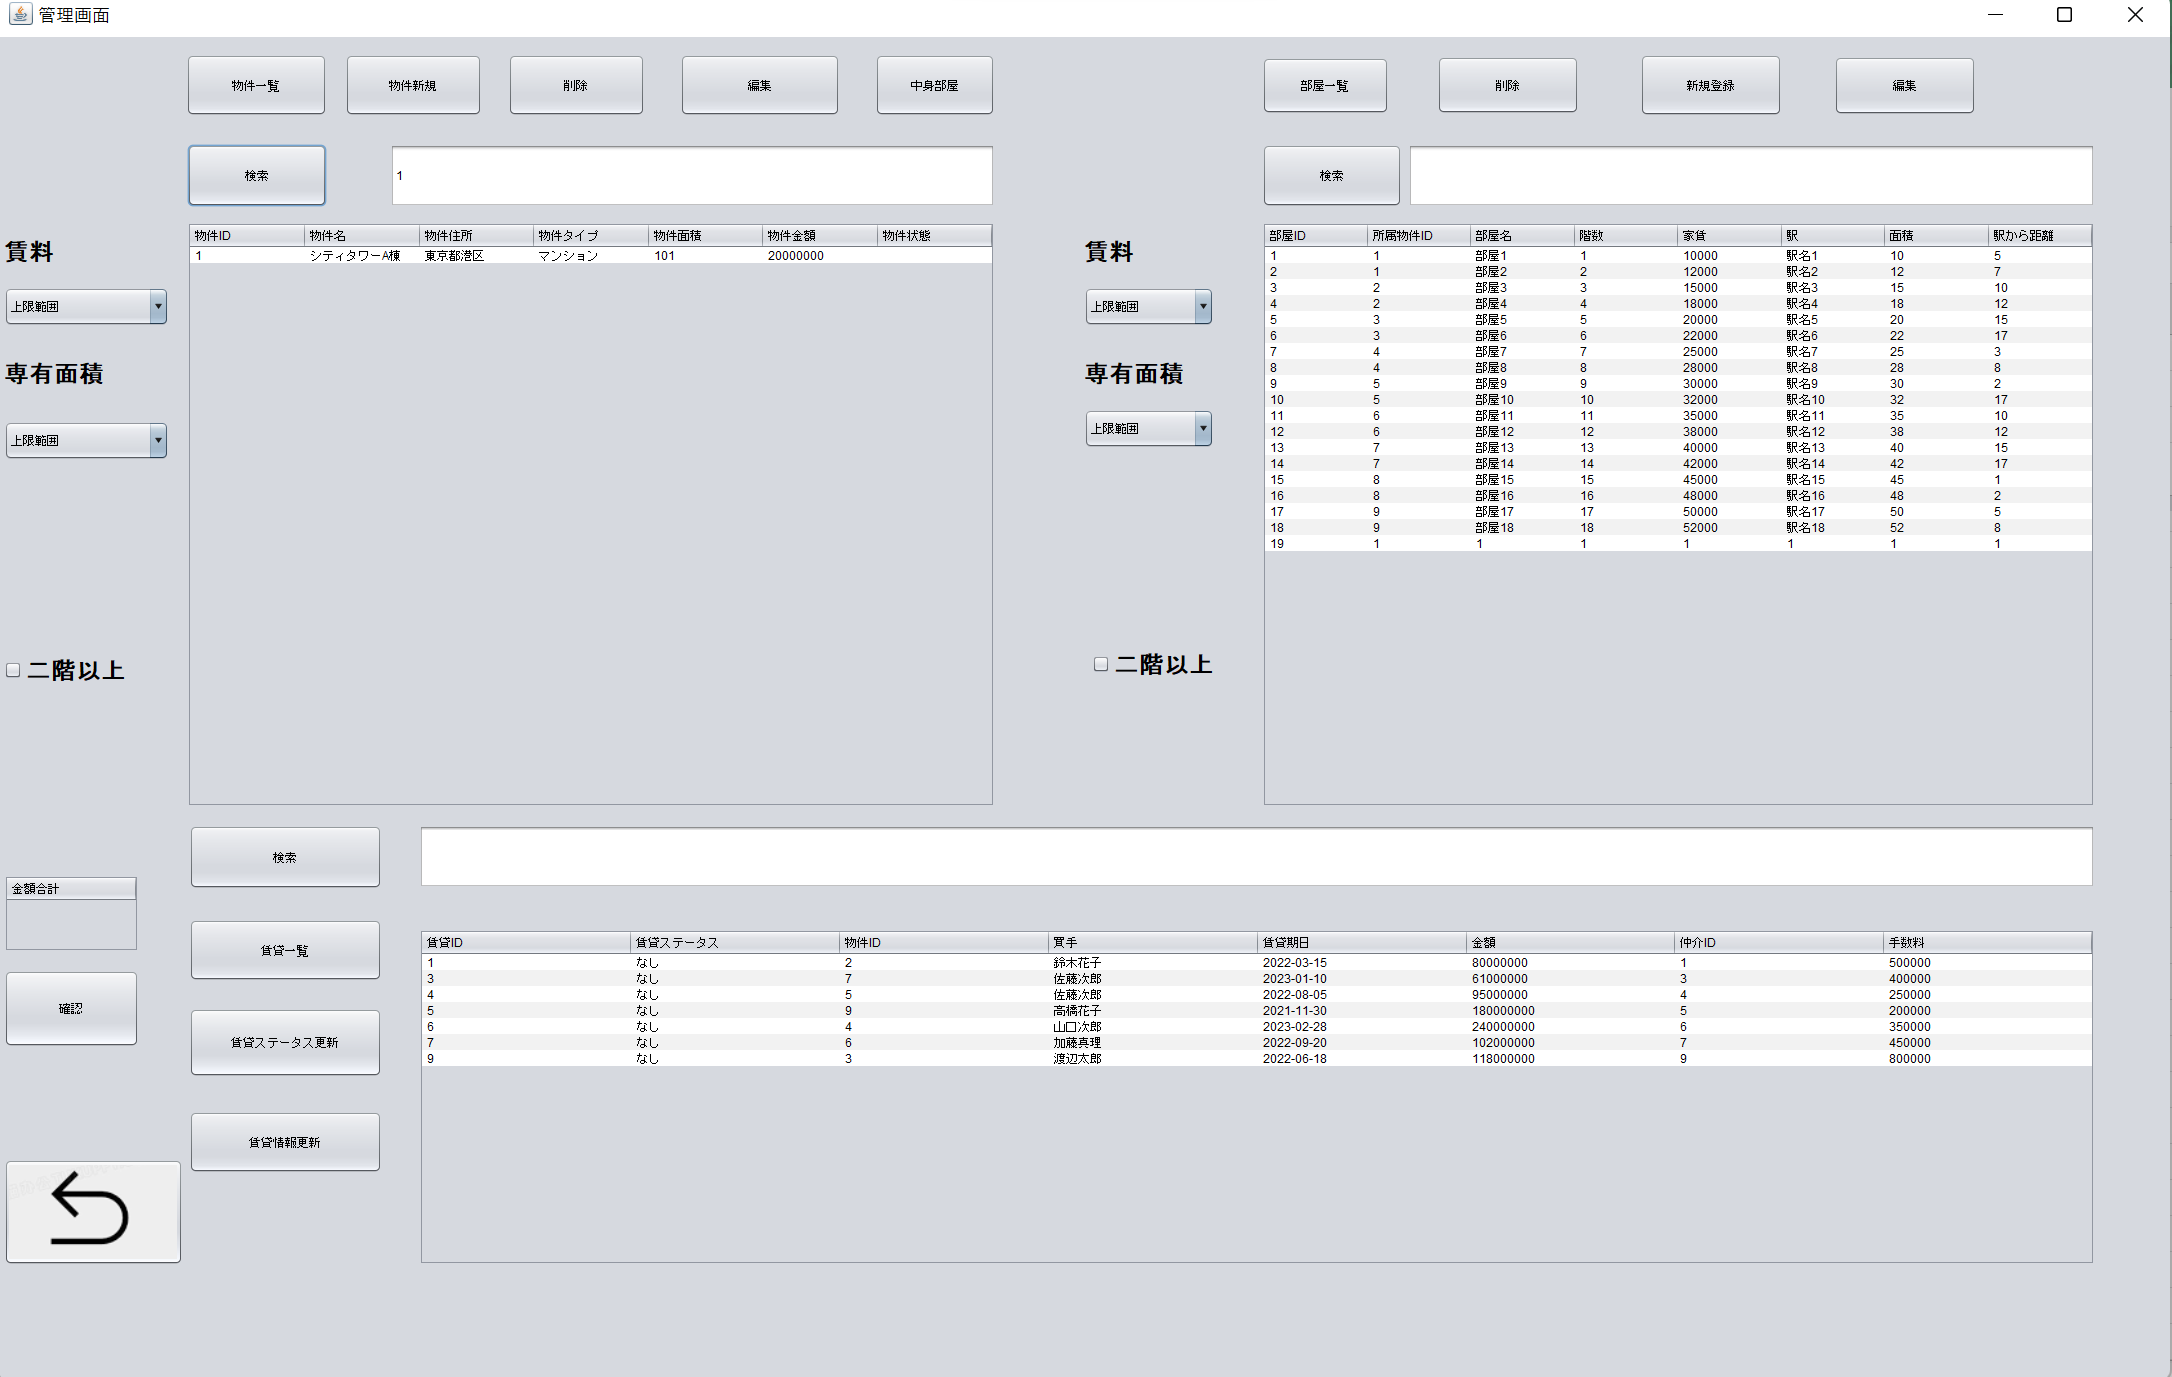 管理画面
物件一覧 物件新規 削除 編集 中身部屋
部屋一覧 削除 新規登録 編集
検索 1
検索
賃料
上限範囲
専有面積
上限範囲
二階以上
物件ID 物件名 物件住所 物件タイプ 物件面積 物件金額 物件状態
1 シティタワーA棟 東京都港区 マンション 101 20000000
賃料
上限範囲
専有面積
上限範囲
二階以上
部屋ID 所属物件ID 部屋名 階数 家賃 駅 面積 駅から距離
1 1 部屋1 1 10000 駅名1 10 5
2 1 部屋2 2 12000 駅名2 12 7
3 2 部屋3 3 15000 駅名3 15 10
4 2 部屋4 4 18000 駅名4 18 12
5 3 部屋5 5 20000 駅名5 20 15
6 3 部屋6 6 22000 駅名6 22 17
7 4 部屋7 7 25000 駅名7 25 3
8 4 部屋8 8 28000 駅名8 28 8
9 5 部屋9 9 30000 駅名9 30 2
10 5 部屋10 10 32000 駅名10 32 17
11 6 部屋11 11 35000 駅名11 35 10
12 6 部屋12 12 38000 駅名12 38 12
13 7 部屋13 13 40000 駅名13 40 15
14 7 部屋14 14 42000 駅名14 42 17
15 8 部屋15 15 45000 駅名15 45 1
16 8 部屋16 16 48000 駅名16 48 2
17 9 部屋17 17 50000 駅名17 50 5
18 9 部屋18 18 52000 駅名18 52 8
19 1 1 1 1 1 1 1
検索
金額合計
確認
賃貸一覧
賃貸ステータス更新
賃貸情報更新
賃貸ID 賃貸ステータス 物件ID 買手 賃貸期日 金額 仲介ID 手数料
1 なし 2 鈴木花子 2022-03-15 80000000 1 500000
3 なし 7 佐藤次郎 2023-01-10 61000000 3 400000
4 なし 5 佐藤次郎 2022-08-05 95000000 4 250000
5 なし 9 高橋花子 2021-11-30 180000000 5 200000
6 なし 4 山口次郎 2023-02-28 240000000 6 350000
7 なし 6 加藤真理 2022-09-20 102000000 7 450000
9 なし 3 渡辺太郎 2022-06-18 118000000 9 800000